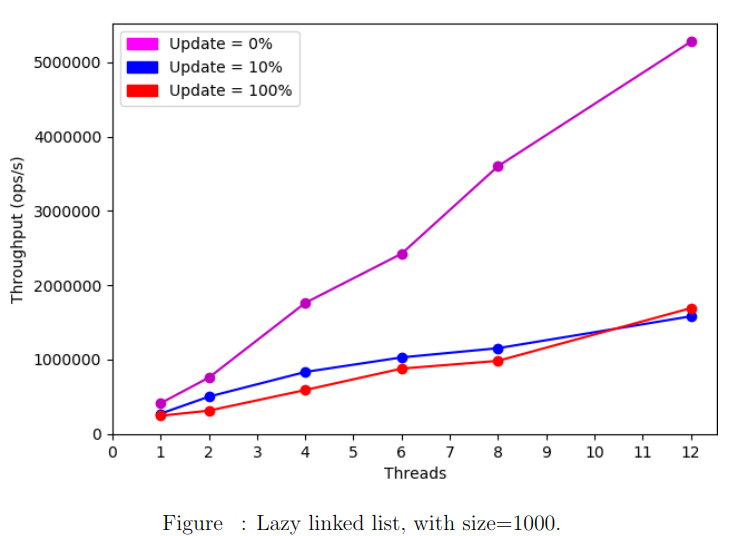 Update = 0%
Update = 10%
Update = 100%
5000000
4000000
3000000
2000000
1000000
0
Throughput (ops/s)
0 1 2 3 4 5 6 7 8 9 10 11 12
Threads
Figure : Lazy linked list, with size=1000.